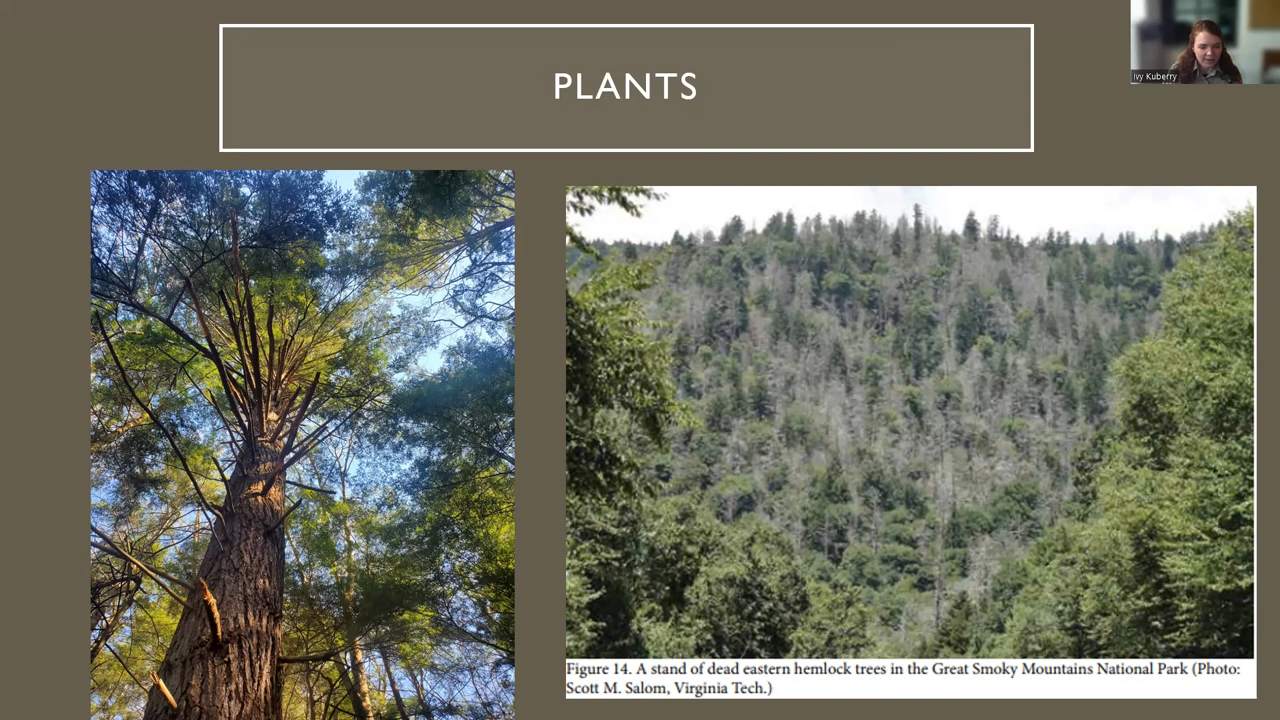 PLANTS
Ivy Kuberry
Figure 14. A stand of dead eastern hemlock trees in the Great Smoky Mountains National Park (Photo:
Scott M. Salom, Virginia Tech.)